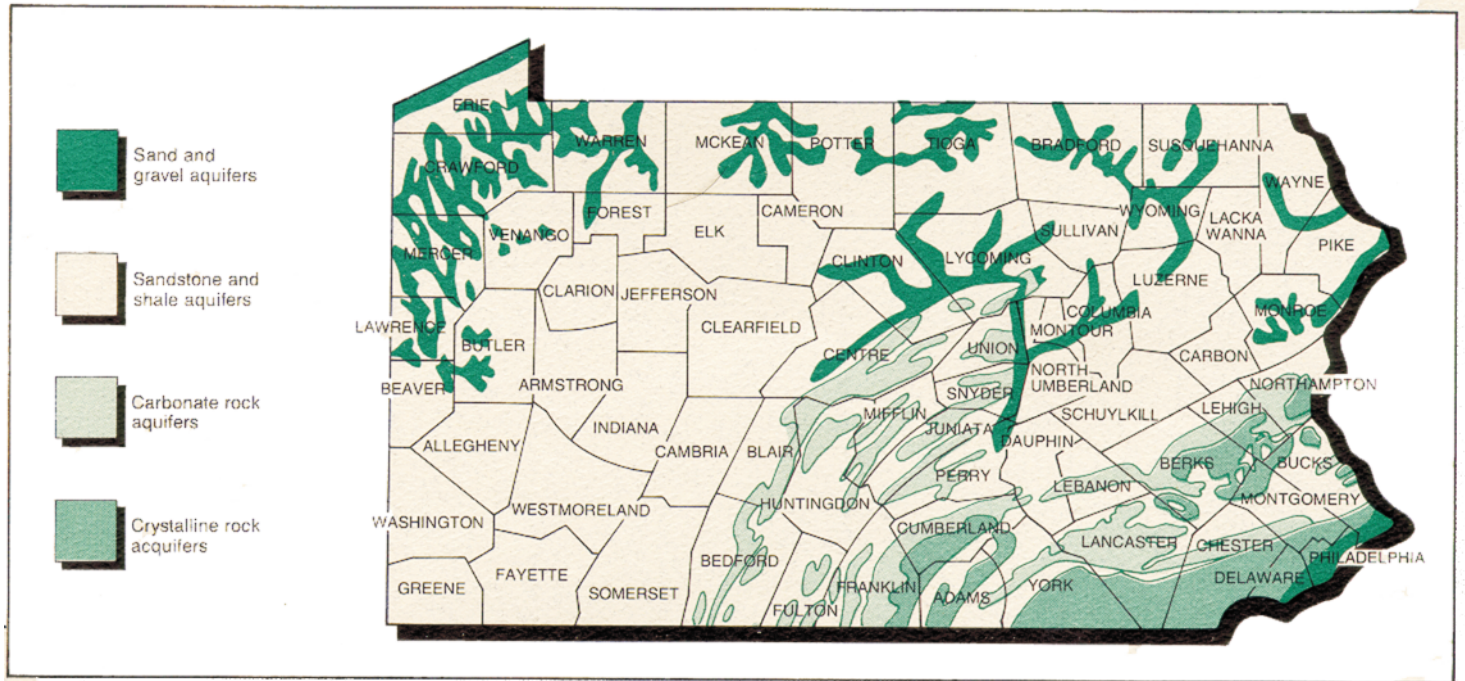 Sand and
gravel aquifers
Sandstone and
shale aquifers
Carbonate rock
aquifers
Crystalline rock
acquifers
ERIE
CRAWFORD
WARREN
MCKEAN
POTTER
TIOGA
BRADFORD
SUSQUEHANNA
WAYNE
FOREST
VENANGO
MERCER
ELK
CAMERON
CLINTON
LYCOMING
SULLIVAN
WYOMING
LACKA
WANNA
PIKE
CLARION
JEFFERSON
LUZERNE
LAWRENCE
BUTLER
CLEARFIELD
CENTRE
UNION
COLUMBIA
MONTOUR
MONROE
CARBON
BEAVER
ARMSTRONG
NORTH
UMBERLAND
SNYDER
NORTHAMPTON
LEHIGH
SCHUYLKILL
MIFFLIN
JUNIATA
INDIANA
ALLEGHENY
CAMBRIA
BLAIR
DAUPHIN
BERKS
BUCKS
PERRY
LEBANON
HUNTINGDON
MONTGOMERY
WASHINGTON
WESTMORELAND
CUMBERLAND
LANCASTER
CHESTER
PHILADELPHIA
BEDFORD
FAYETTE
GREENE
SOMERSET
FULTON
FRANKLIN
ADAMS
YORK
DELAWARE